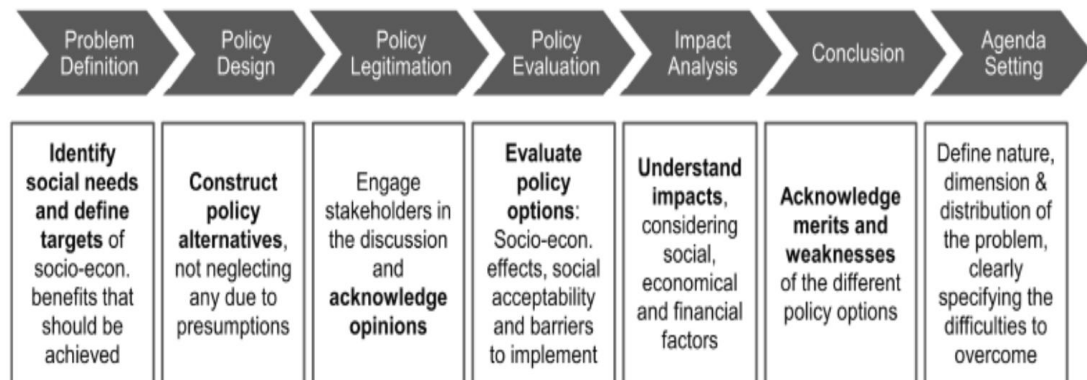 Problem
Definition
Policy
Design
Policy
Legitimation
Policy
Evaluation
Impact
Analysis
Conclusion
Agenda
Setting
Identify
social needs
and define
targets of
socio-econ.
benefits that
should be
achieved
Construct
policy
alternatives,
not neglecting
any due to
presumptions
Engage
stakeholders in
the discussion
and
acknowledge
opinions
Evaluate
policy
options:
Socio-econ.
effects, social
acceptability
and barriers
to implement
Understand
impacts,
considering
social,
economical
and financial
factors
Acknowledge
merits and
weaknesses
of the different
policy options
Define nature,
dimension &
distribution of
the problem,
clearly
specifying the
difficulties to
overcome